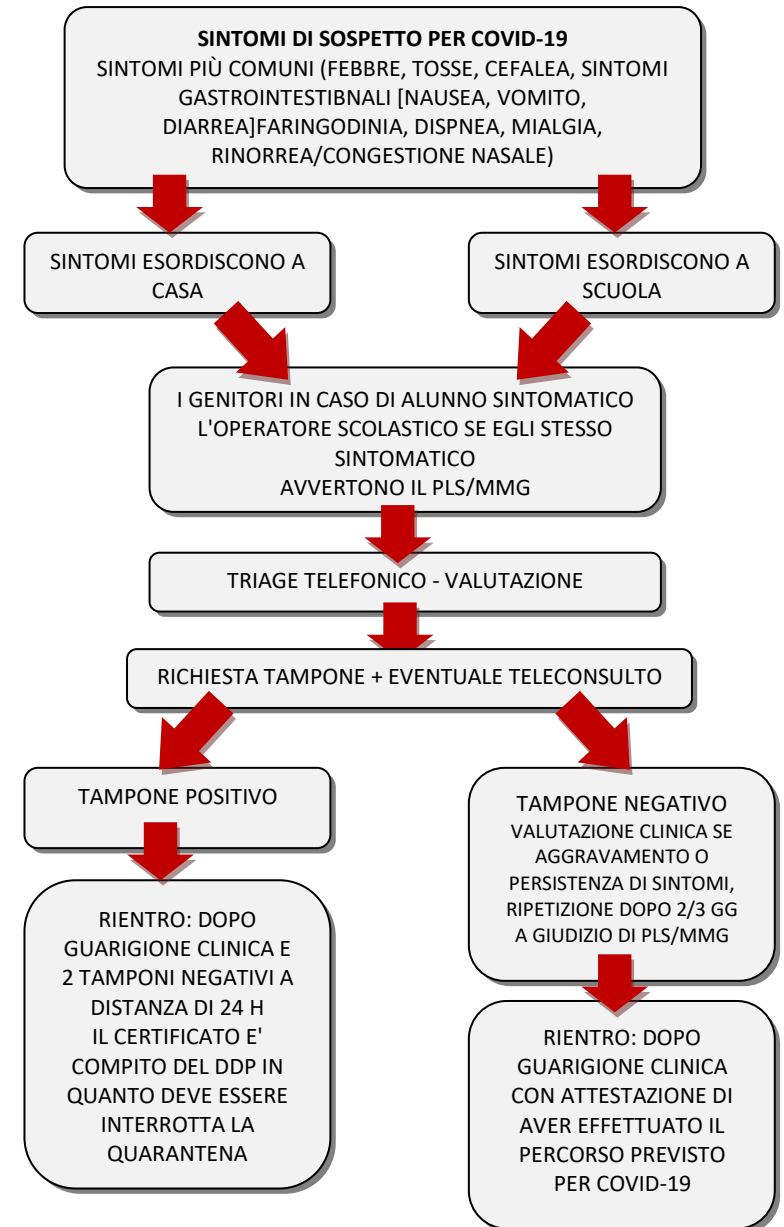 SINTOMI DI SOSPETTO PER COVID-19
SINTOMI PIÙ COMUNI (FEBBRE, TOSSE, CEFALEA, SINTOMI
GASTROINTESTIBNALI [NAUSEA, VOMITO,
DIARREA]FARINGODINIA, DISPNEA, MIALGIA,
RINORREA/CONGESTIONE NASALE)
SINTOMI ESORDISCONO A
CASA
SINTOMI ESORDISCONO A
SCUOLA
I GENITORI IN CASO DI ALUNNO SINTOMATICO
L'OPERATORE SCOLASTICO SE EGLI STESSO
SINTOMATICO
AVVERTONO IL PLS/MMG
TRIAGE TELEFONICO - VALUTAZIONE
RICHIESTA TAMPONE + EVENTUALE TELECONSULTO
TAMPONE POSITIVO
RIENTRO: DOPO
GUARIGIONE CLINICA E
2 TAMPONI NEGATIVI A
DISTANZA DI 24 H
IL CERTIFICATO E'
COMPITO DEL DDP IN
QUANTO DEVE ESSERE
INTERROTTA LA
QUARANTENA
TAMPONE NEGATIVO
VALUTAZIONE CLINICA SE
AGGRAVAMENTO O
PERSISTENZA DI SINTOMI,
RIPETIZIONE DOPO 2/3 GG
A GIUDIZIO DI PLS/MMG
RIENTRO: DOPO
GUARIGIONE CLINICA
CON ATTESTAZIONE DI
AVER EFFETTUATO IL
PERCORSO PREVISTO
PER COVID-19